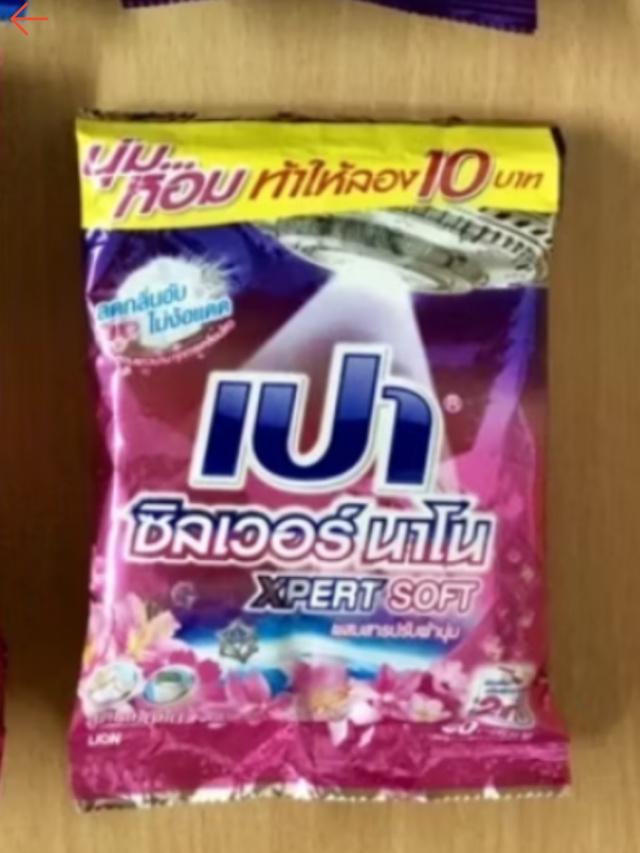 นุ่ม...
หอม ท้าให้ลอง 10 บาท
ลดกลิ่นอับ
ไม่ง้อแดด
เปา®
ซิลเวอร์ นาโน
XPERT SOFT
ผสมสารปรับผ้านุ่ม
LION